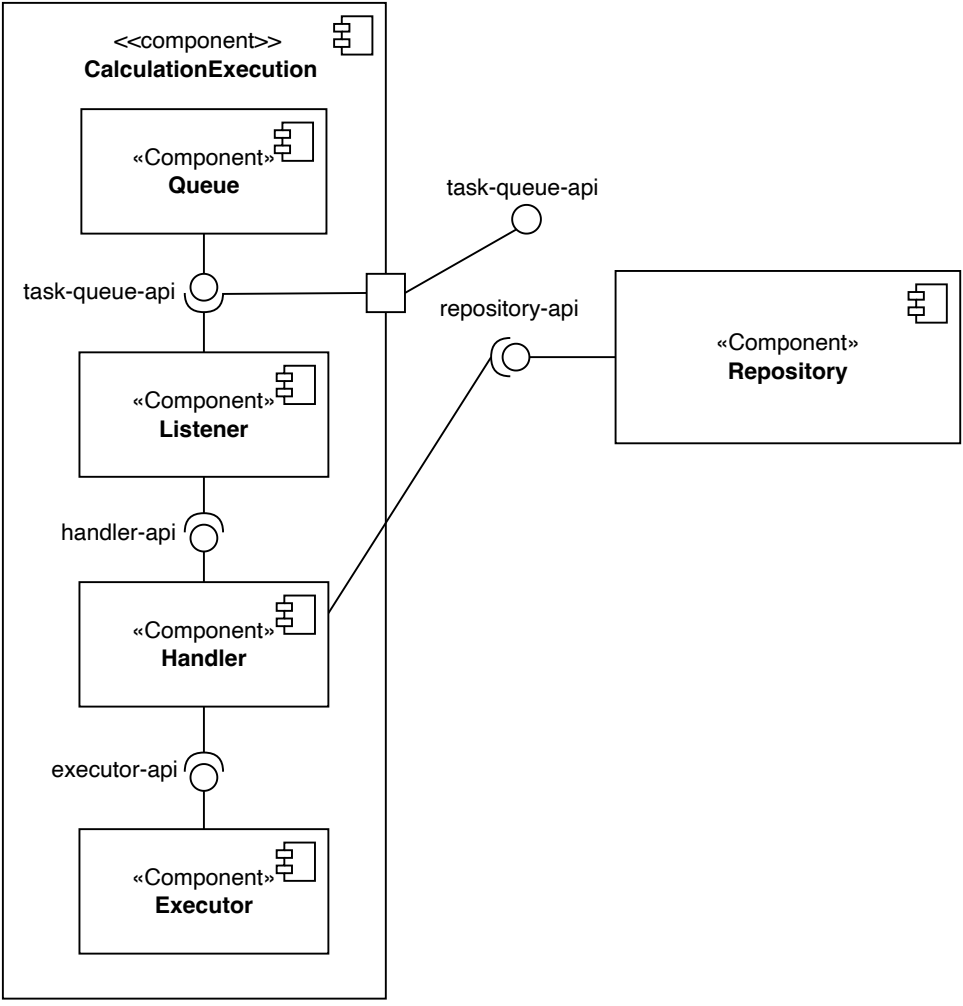 <<component>>
CalculationExecution
«Component»
Queue
task-queue-api
task-queue-api
repository-api
«Component»
Repository
«Component»
Listener
handler-api
«Component»
Handler
executor-api
«Component»
Executor